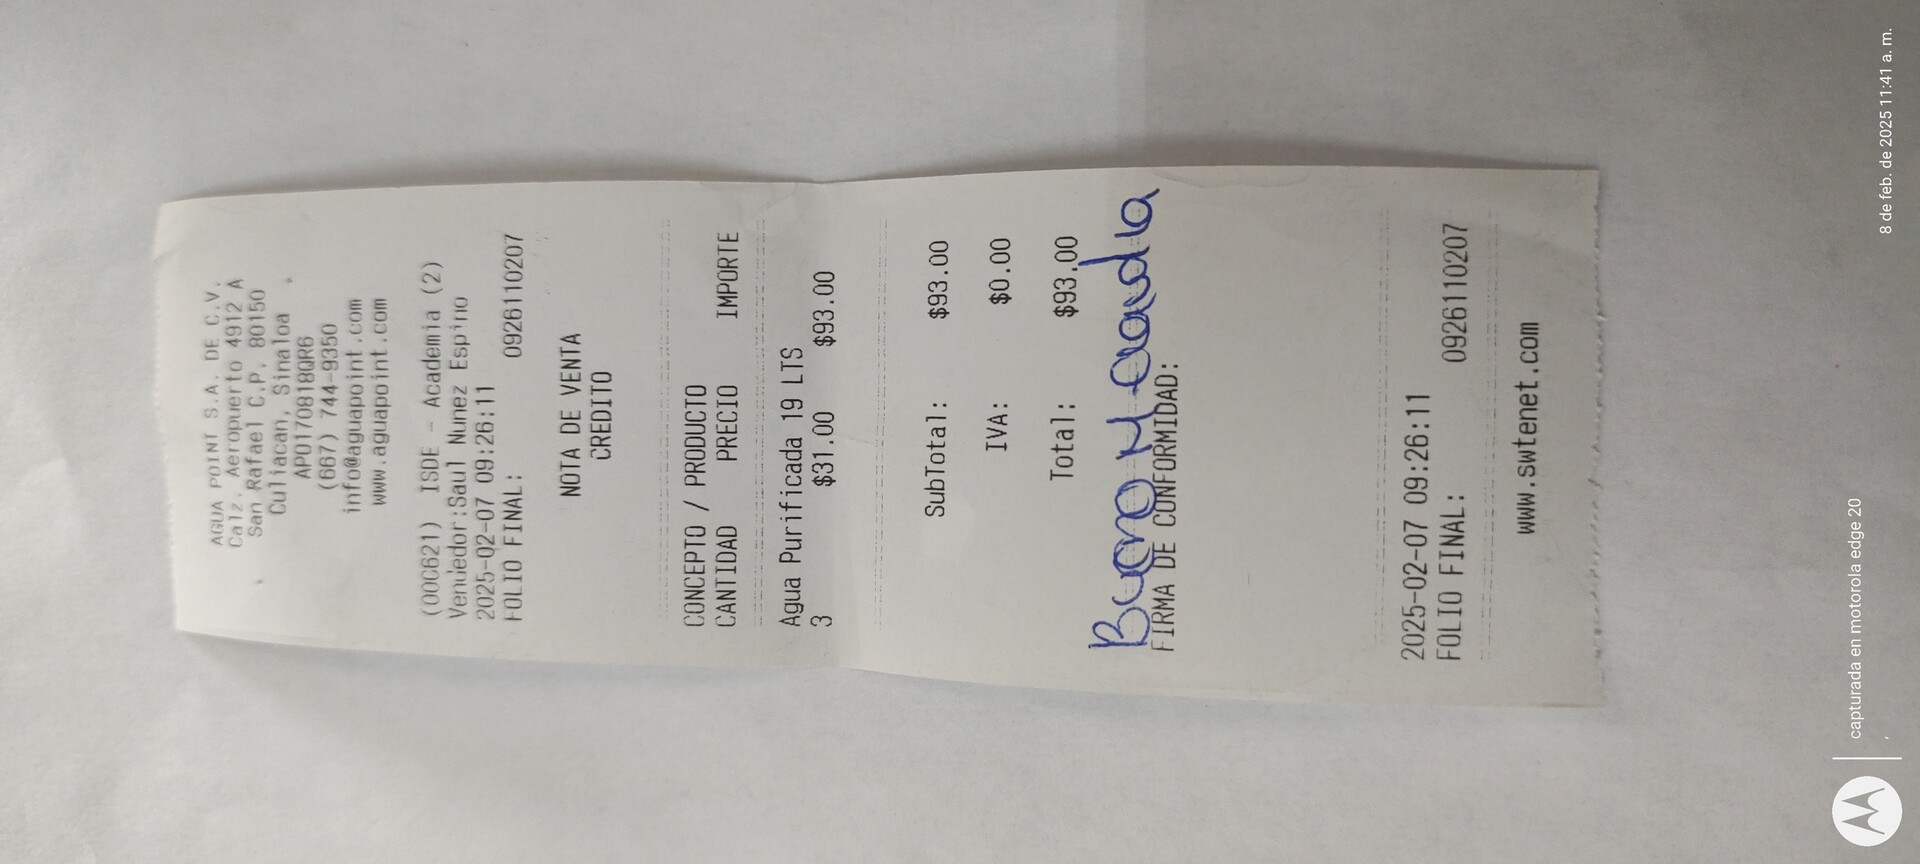 AGUA POINT S.A. DE C.V.
Calz. Aeropuerto 4912 A
San Rafael C.P. 80150
Culiacan, Sinaloa
APO170818QR6
(667) 744-9350
info@aguapoint.com
www.aguapoint.com
(00C621) ISDE - Academia (2)
Vendedor:Saul Nunez Espino
2025-02-07 09:26:11
FOLIO FINAL: 0926110207
NOTA DE VENTA
CREDITO
CONCEPTO / PRODUCTO
CANTIDAD PRECIO IMPORTE
Agua Purificada 19 LTS
3 $31.00 $93.00
SubTotal: $93.00
IVA: $0.00
Total: $93.00
FIRMA DE CONFORMIDAD:
2025-02-07 09:26:11
FOLIO FINAL: 0926110207
www.swtenet.com
capturada en motorola edge 20
8 de feb. de 2025 11:41 a. m.